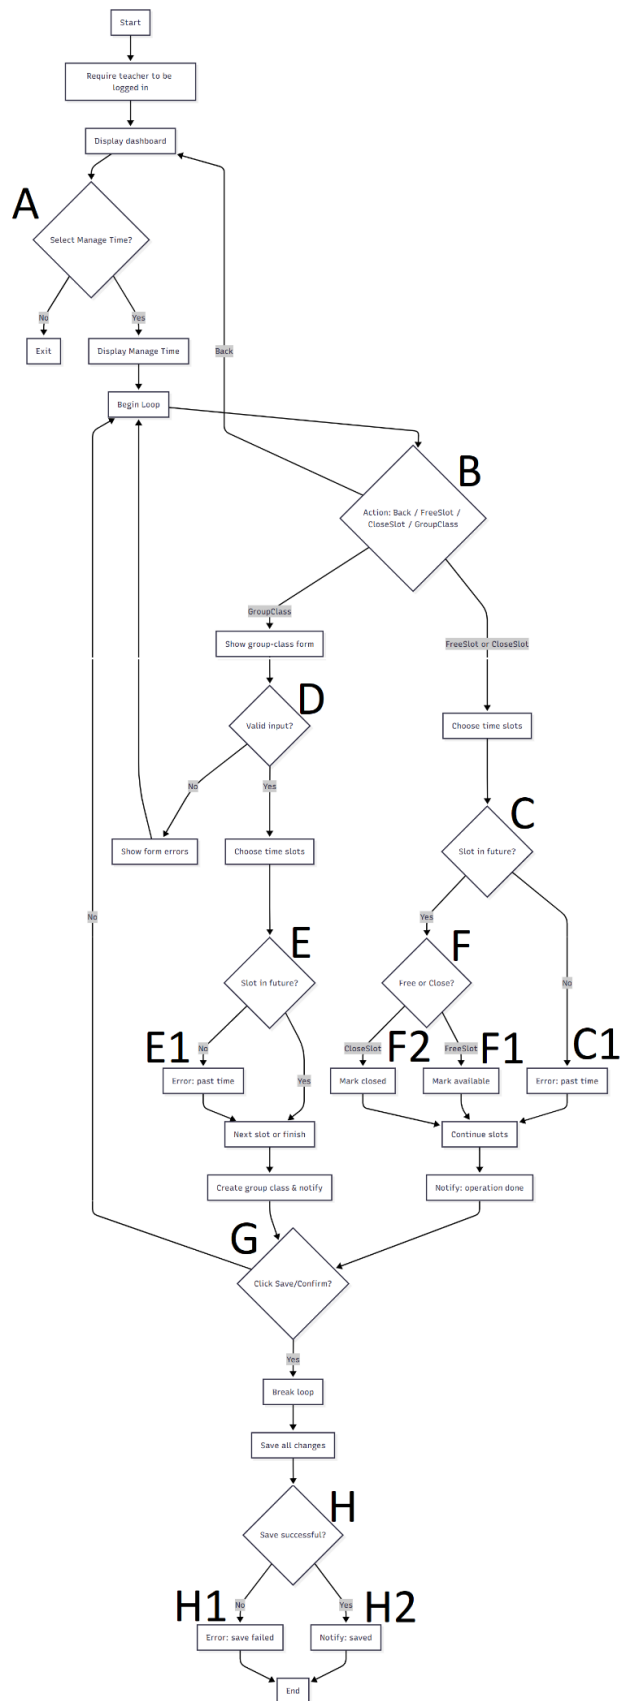 Start
Require teacher to be
logged in
Display dashboard
A
Select Manage Time?
No
Yes
Exit
Display Manage Time
Back
Begin Loop
B
Action: Back / FreeSlot /
CloseSlot / GroupClass
GroupClass
Show group-class form
FreeSlot or CloseSlot
D
Valid input?
Choose time slots
No
Yes
C
Show form errors
Choose time slots
Slot in future?
No
Yes
E
F
Slot in future?
Free or Close?
No
E1
No
Yes
CloseSlot
F2
FreeSlot
F1
C1
Error: past time
Mark closed
Mark available
Error: past time
Next slot or finish
Continue slots
Create group class & notify
Notify: operation done
G
Click Save/Confirm?
Yes
Break loop
Save all changes
H
Save successful?
H1
No
Yes
H2
Error: save failed
Notify: saved
End